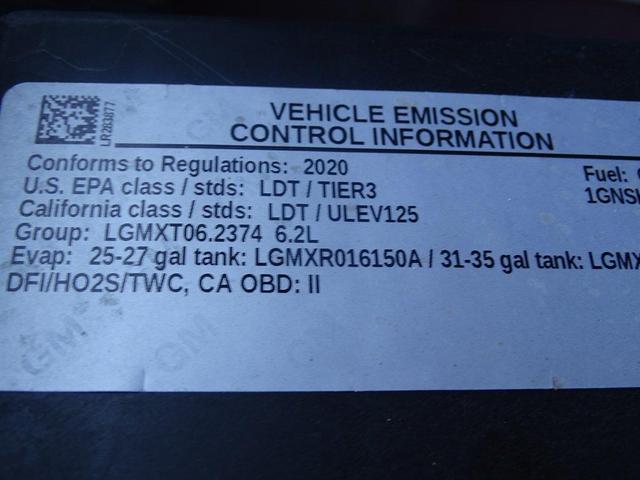 LR283877
VEHICLE EMISSION
CONTROL INFORMATION
Conforms to Regulations: 2020
Fuel:
U.S. EPA class / stds: LDT / TIER3
California class / stds: LDT / ULEV125
Group: LGMXT06.2374 6.2L
Evap: 25-27 gal tank: LGMXR016150A / 31-35 gal tank: LGMX
DFI/HO2S/TWC, CA OBD: II
GM
GM
GM
GM